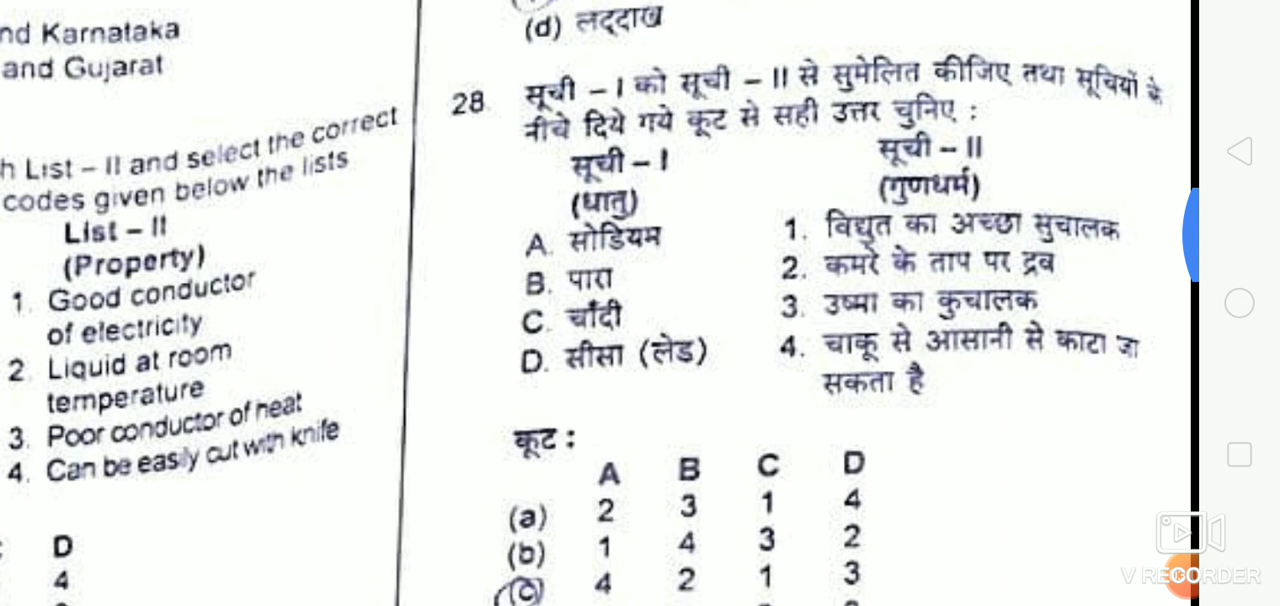 nd Karnataka
and Gujarat
h List – II and select the correct
codes given below the lists
List – II
(Property)
1. Good conductor
of electricity
2. Liquid at room
temperature
3. Poor conductor of heat
4. Can be easily cut with knife
D
4
(d) लद्दाख
28. सूची – I को सूची – II से सुमेलित कीजिए तथा सूचियों के
नीचे दिये गये कूट से सही उत्तर चुनिए :
सूची – I सूची – II
(धातु) (गुणधर्म)
A. सोडियम 1. विद्युत का अच्छा सुचालक
B. पारा 2. कमरे के ताप पर द्रव
C. चाँदी 3. उष्मा का कुचालक
D. सीसा (लेड) 4. चाकू से आसानी से काटा जा
सकता है
कूट :
A B C D
(a) 2 3 1 4
(b) 1 4 3 2
(c) 4 2 1 3
V RECORDER